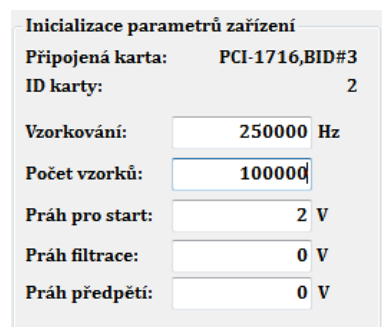 Inicializace parametrů zařízení
Připojená karta: PCI-1716,BID#3
ID karty: 2
Vzorkování: 250000 Hz
Počet vzorků: 100000
Práh pro start: 2 V
Práh filtrace: 0 V
Práh předpětí: 0 V